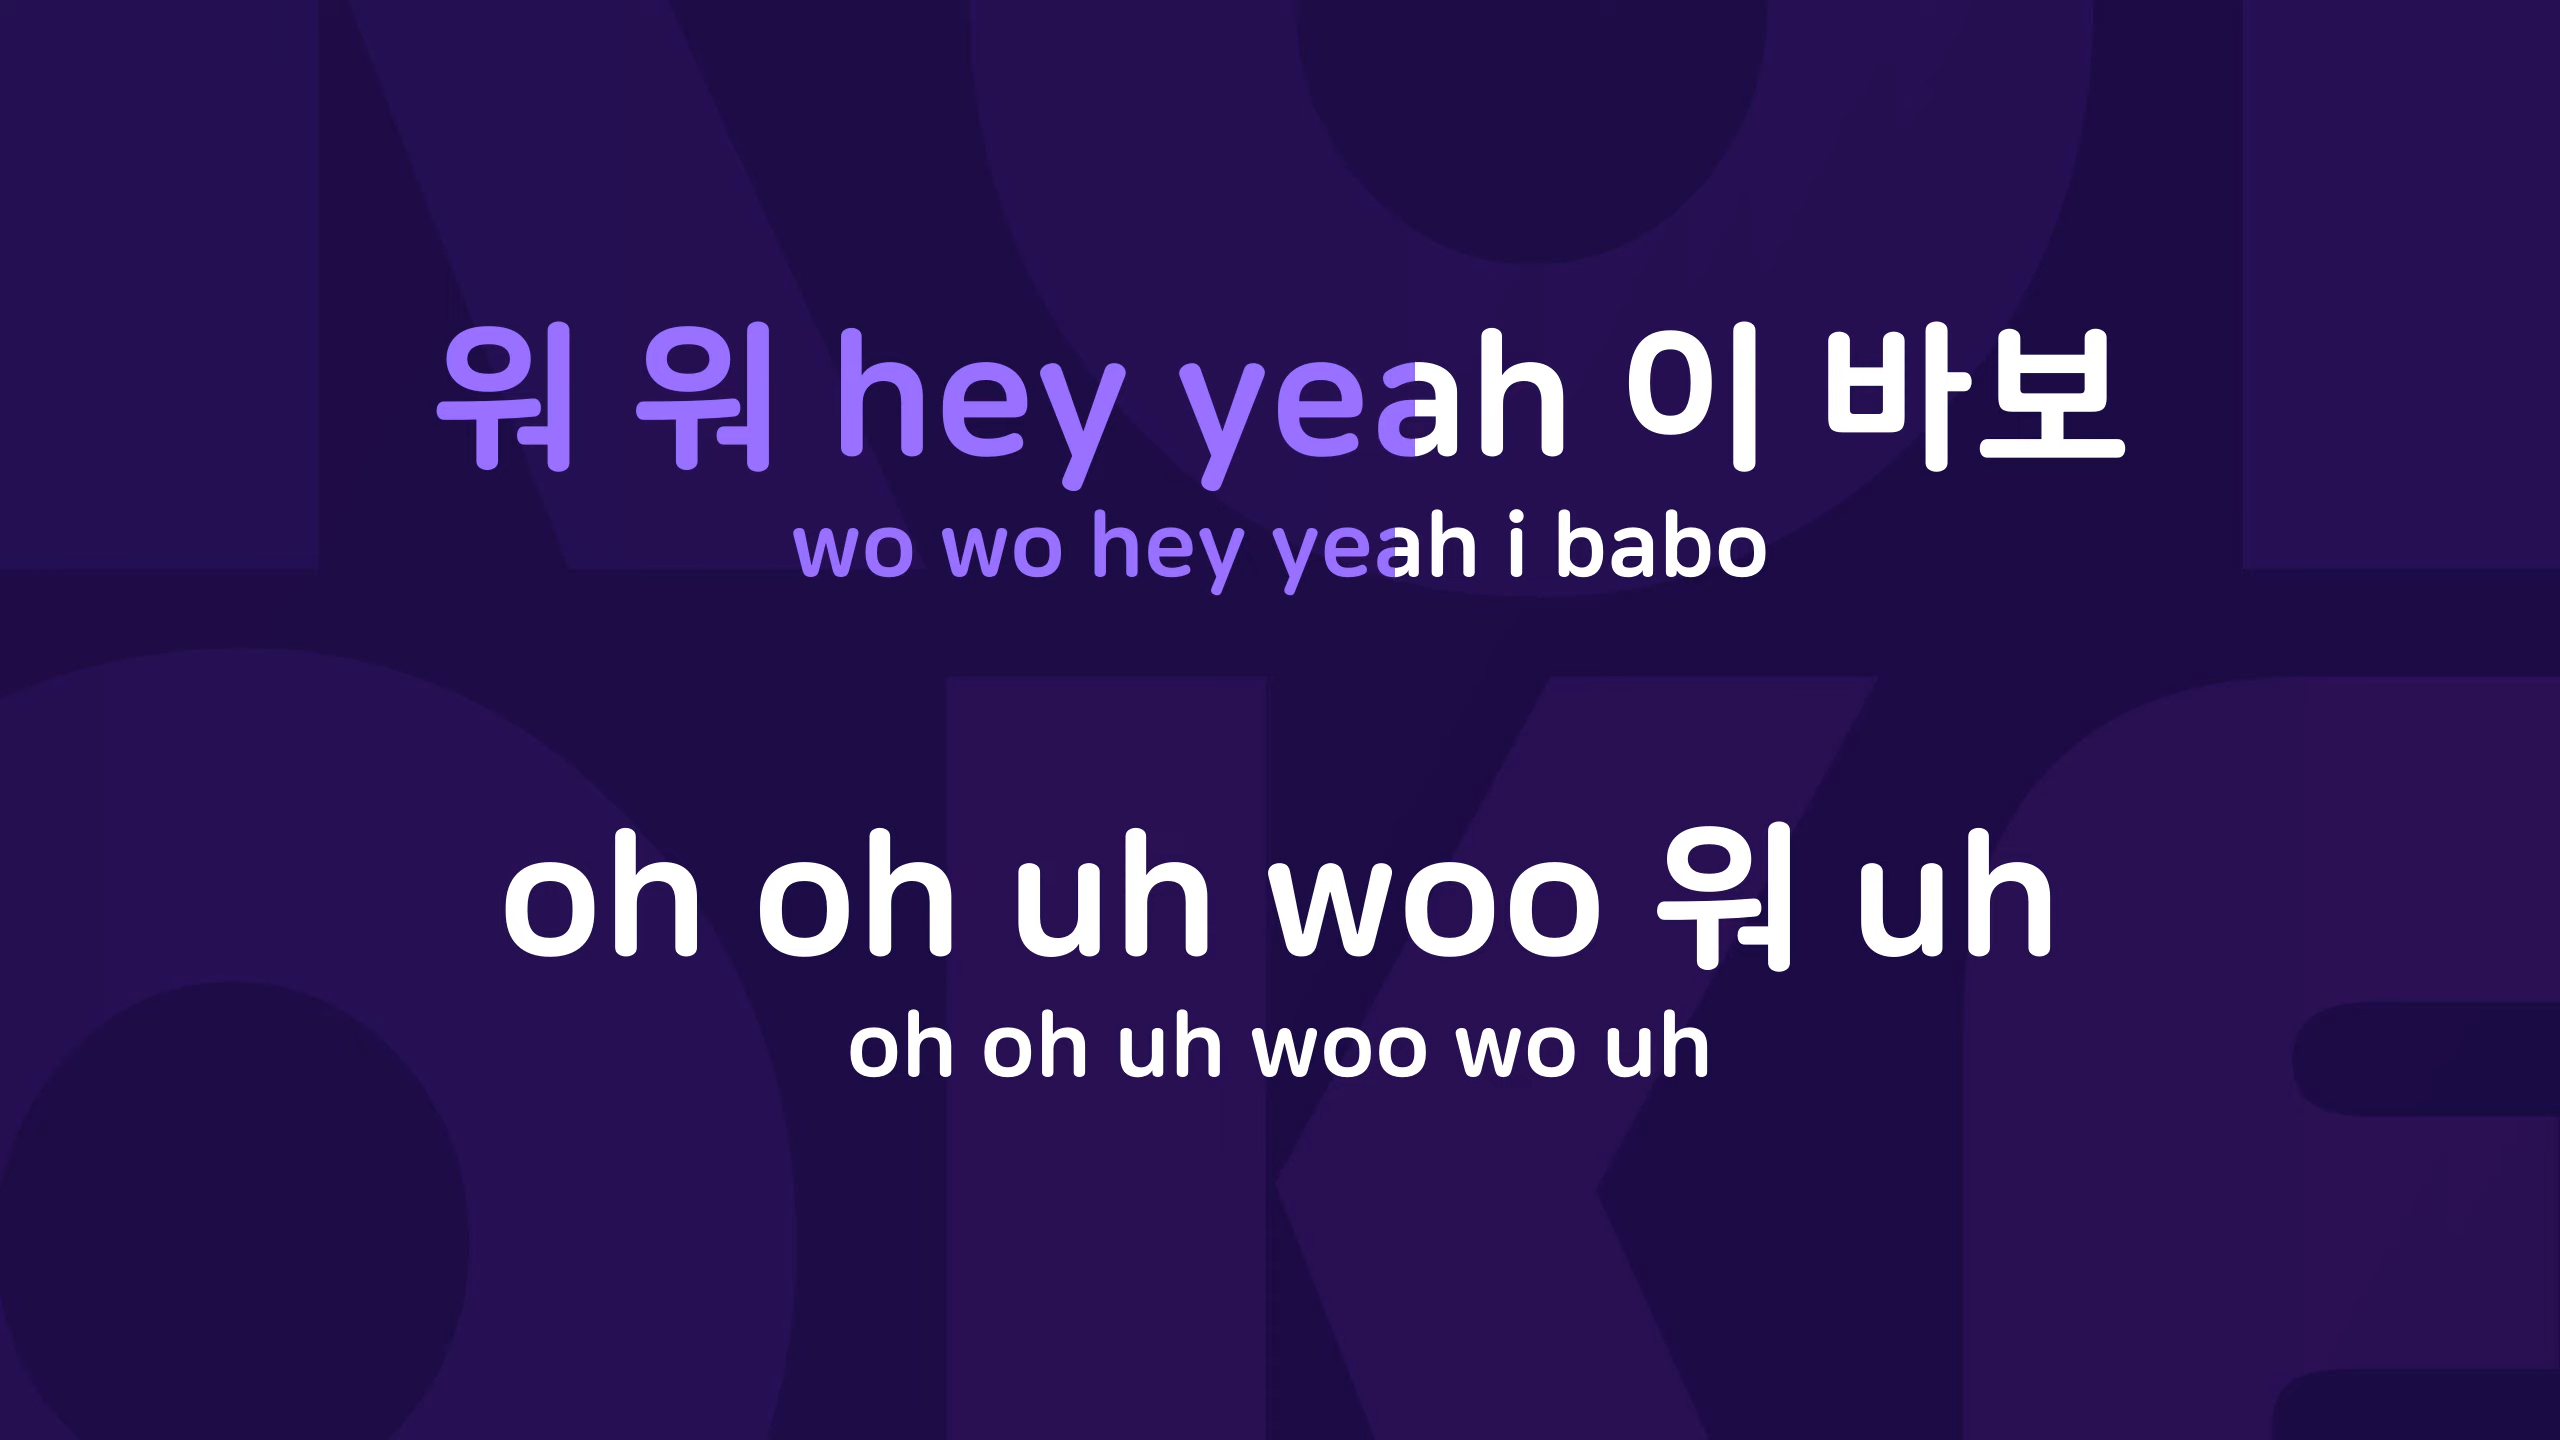 워 워 hey yeah 이 바보
wo wo hey yeah i babo
oh oh uh woo 워 uh
oh oh uh woo wo uh